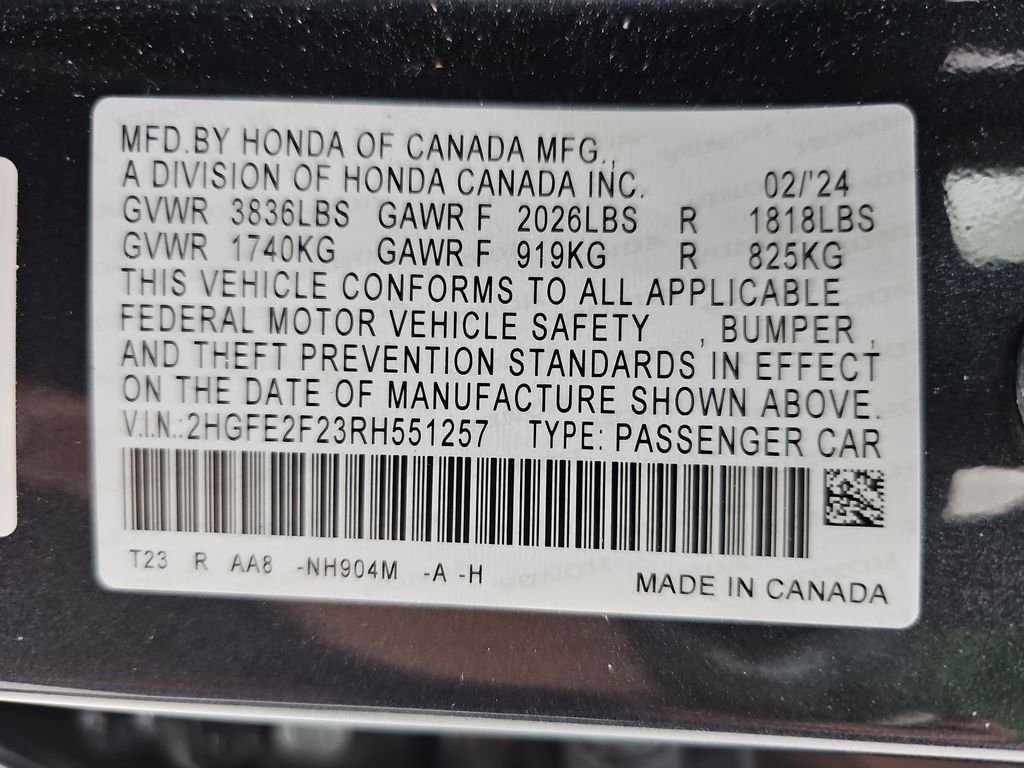 MFD.BY HONDA OF CANADA MFG.,
A DIVISION OF HONDA CANADA INC. 02/'24
GVWR 3836LBS GAWR F 2026LBS R 1818LBS
GVWR 1740KG GAWR F 919KG R 825KG
THIS VEHICLE CONFORMS TO ALL APPLICABLE
FEDERAL MOTOR VEHICLE SAFETY , BUMPER ,
AND THEFT PREVENTION STANDARDS IN EFFECT
ON THE DATE OF MANUFACTURE SHOWN ABOVE.
V.I.N.:2HGFE2F23RH551257 TYPE: PASSENGER CAR
T23 R AA8 -NH904M -A -H
MADE IN CANADA